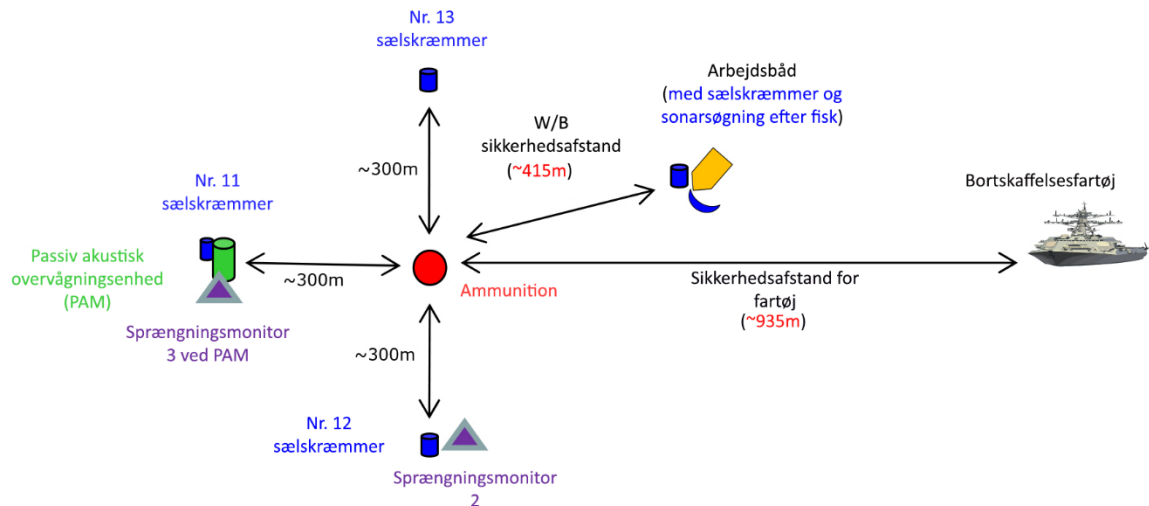 Nr. 13
sælskræmmer
~300m
W/B
sikkerhedsafstand
(~415m)
Arbejdsbåd
(med sælskræmmer og
sonarsøgning efter fisk)
Bortskaffelsesfartøj
Nr. 11
sælskræmmer
Passiv akustisk
overvågningsenhed
(PAM)
~300m
Sprængningsmonitor
3 ved PAM
Ammunition
Sikkerhedsafstand for
fartøj
(~935m)
~300m
Nr. 12
sælskræmmer
Sprængningsmonitor
2